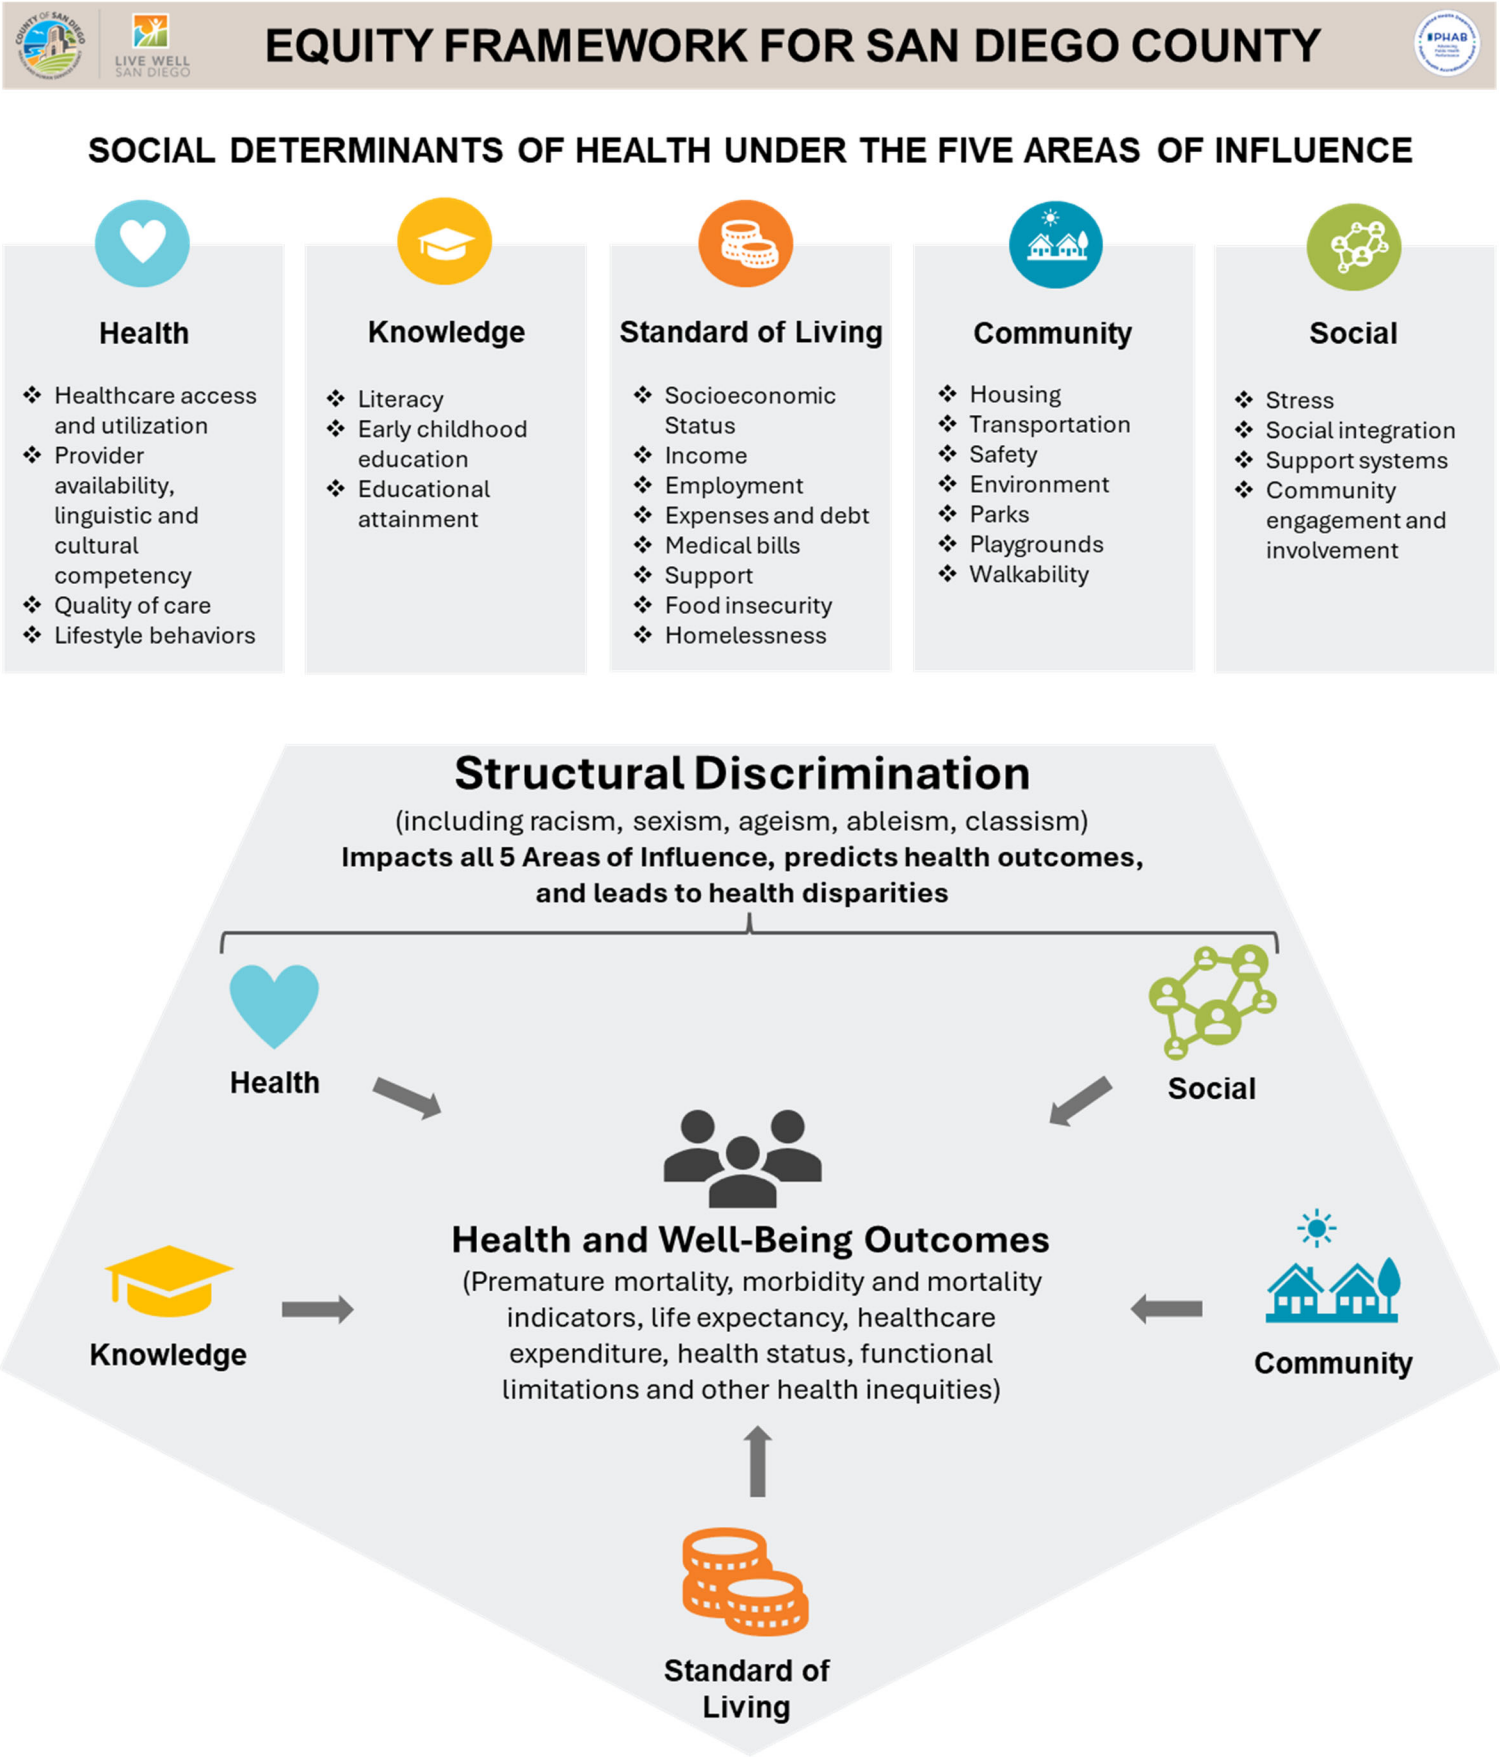 COUNTY OF SAN DIEGO
LIVE WELL
SAN DIEGO
EQUITY FRAMEWORK FOR SAN DIEGO COUNTY
PHAB
SOCIAL DETERMINANTS OF HEALTH UNDER THE FIVE AREAS OF INFLUENCE
Health
❖ Healthcare access
and utilization
❖ Provider
availability,
linguistic and
cultural
competency
❖ Quality of care
❖ Lifestyle behaviors
Knowledge
❖ Literacy
❖ Early childhood
education
❖ Educational
attainment
Standard of Living
❖ Socioeconomic
Status
❖ Income
❖ Employment
❖ Expenses and debt
❖ Medical bills
❖ Support
❖ Food insecurity
❖ Homelessness
Community
❖ Housing
❖ Transportation
❖ Safety
❖ Environment
❖ Parks
❖ Playgrounds
❖ Walkability
Social
❖ Stress
❖ Social integration
❖ Support systems
❖ Community
engagement and
involvement
Structural Discrimination
(including racism, sexism, ageism, ableism, classism)
Impacts all 5 Areas of Influence, predicts health outcomes,
and leads to health disparities
Health
Social
Health and Well-Being Outcomes
(Premature mortality, morbidity and mortality
indicators, life expectancy, healthcare
expenditure, health status, functional
limitations and other health inequities)
Knowledge
Community
Standard of
Living